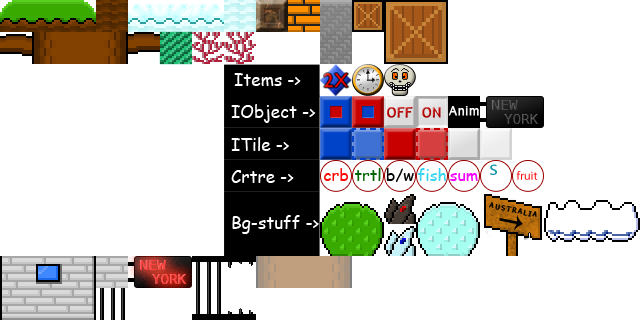 Items -> 2X
IObject -> OFF ON Anim NEW
YORK
ITile ->
Crtre -> crb trtl b/w fish sum S fruit
Bg-stuff -> AUSTRALIA
NEW
YORK